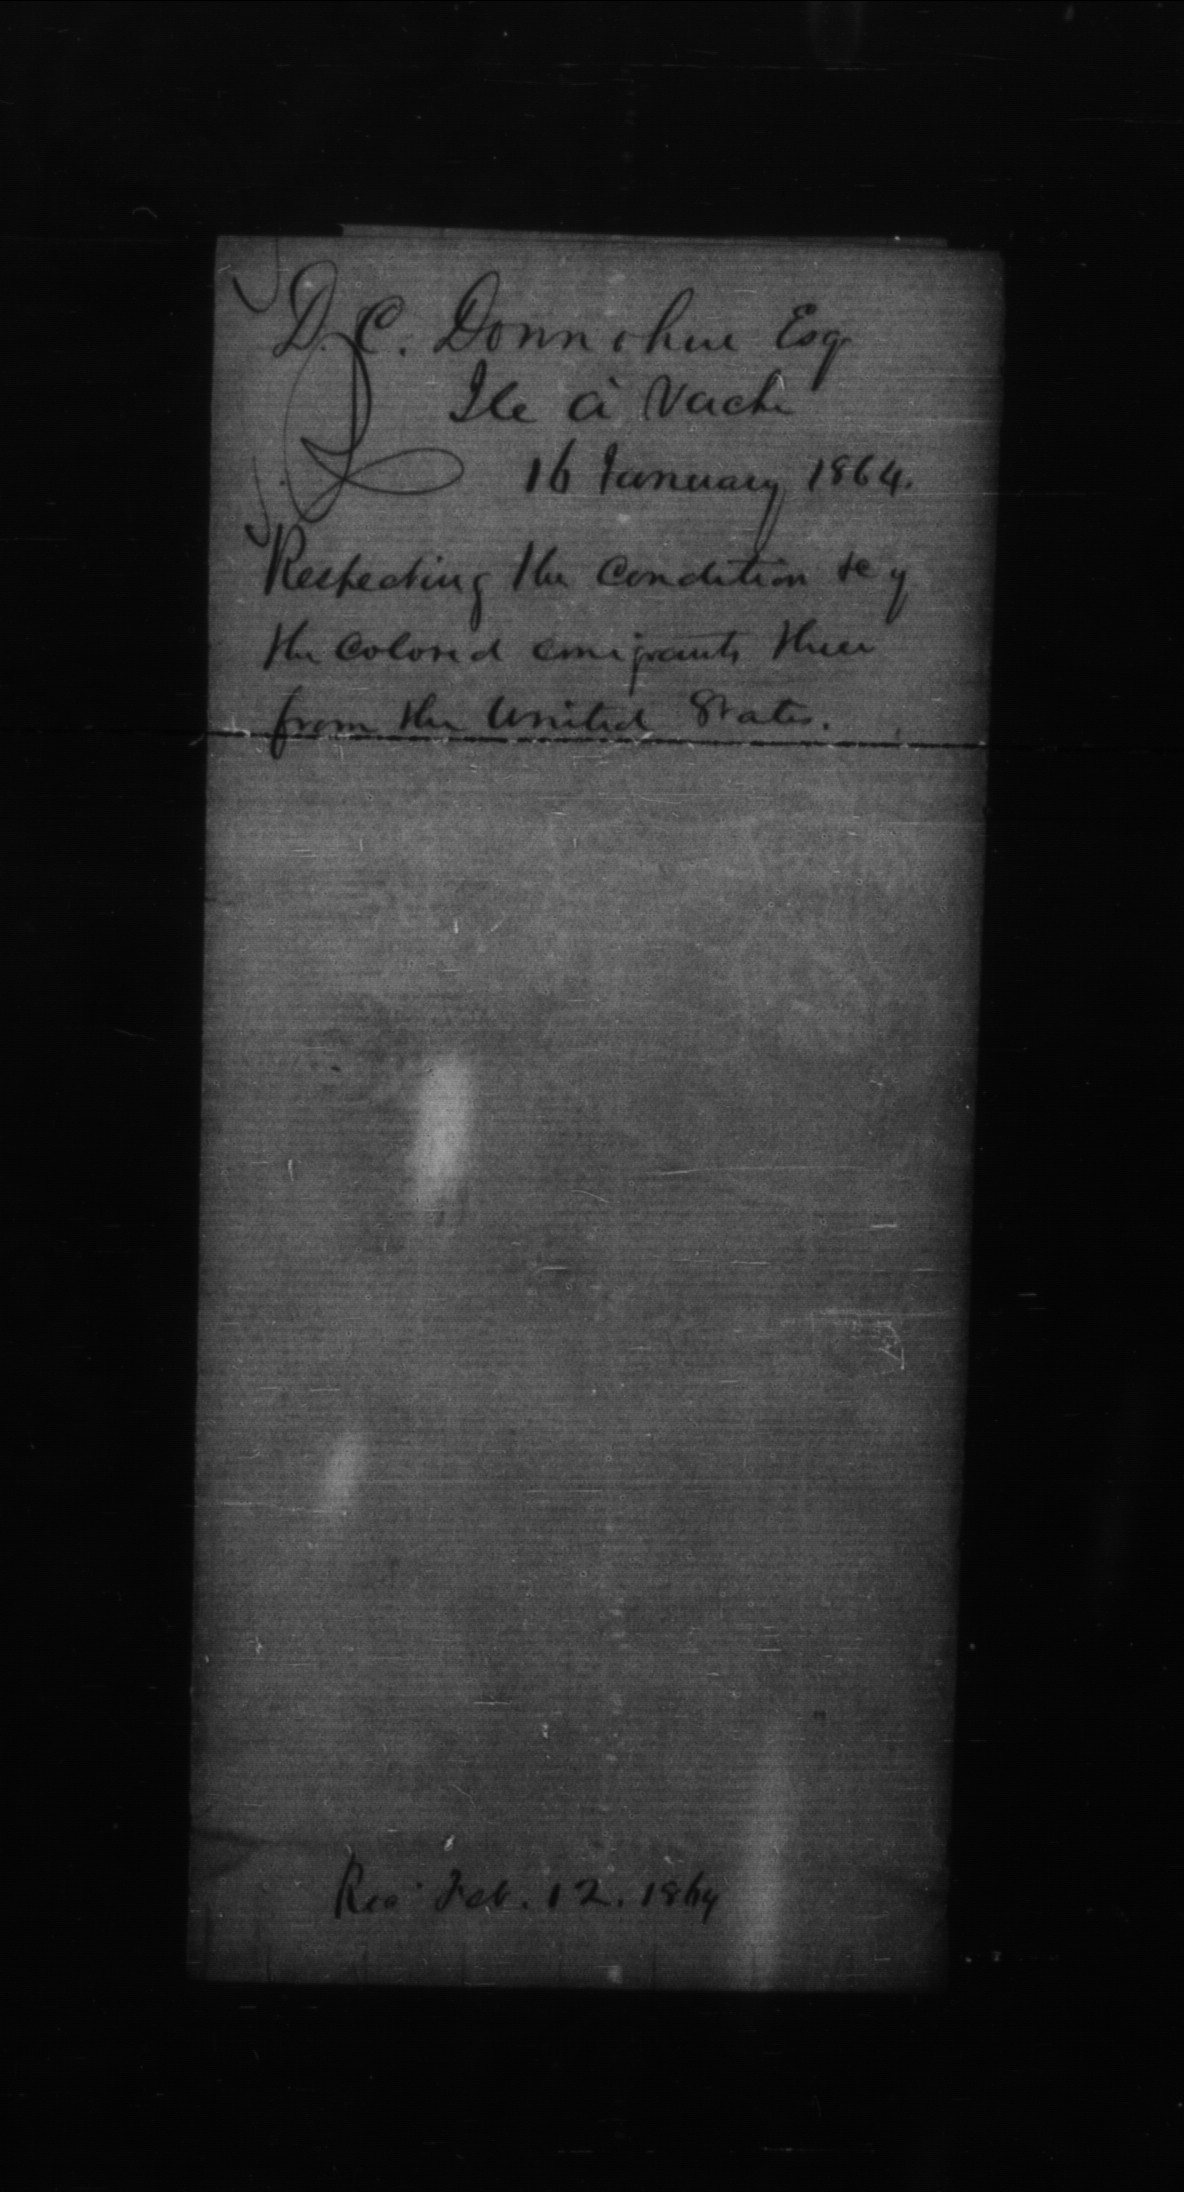 D. C. Donnohue Esq
Ile à Vache
16 January 1864.
Respecting the condition &c of
the colored emigrants there
from the United States.
Rec Feb. 12. 1864